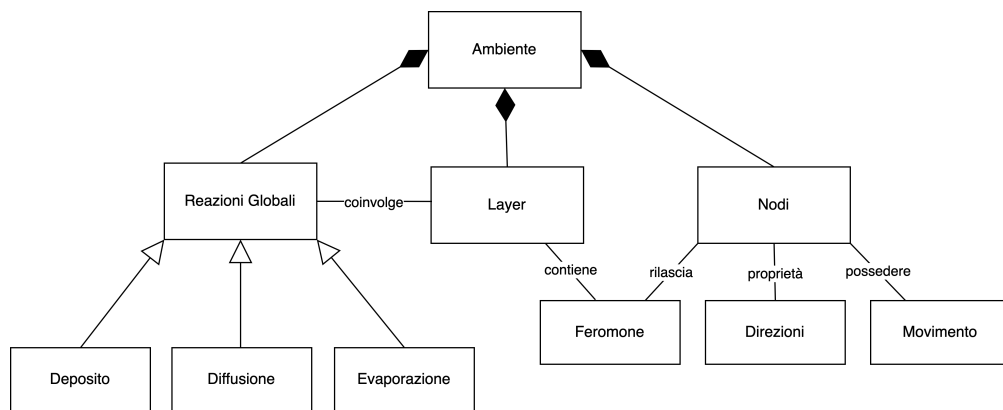 Ambiente
Reazioni Globali
coinvolge
Layer
Nodi
contiene
rilascia
proprietà
possedere
Feromone
Direzioni
Movimento
Deposito
Diffusione
Evaporazione